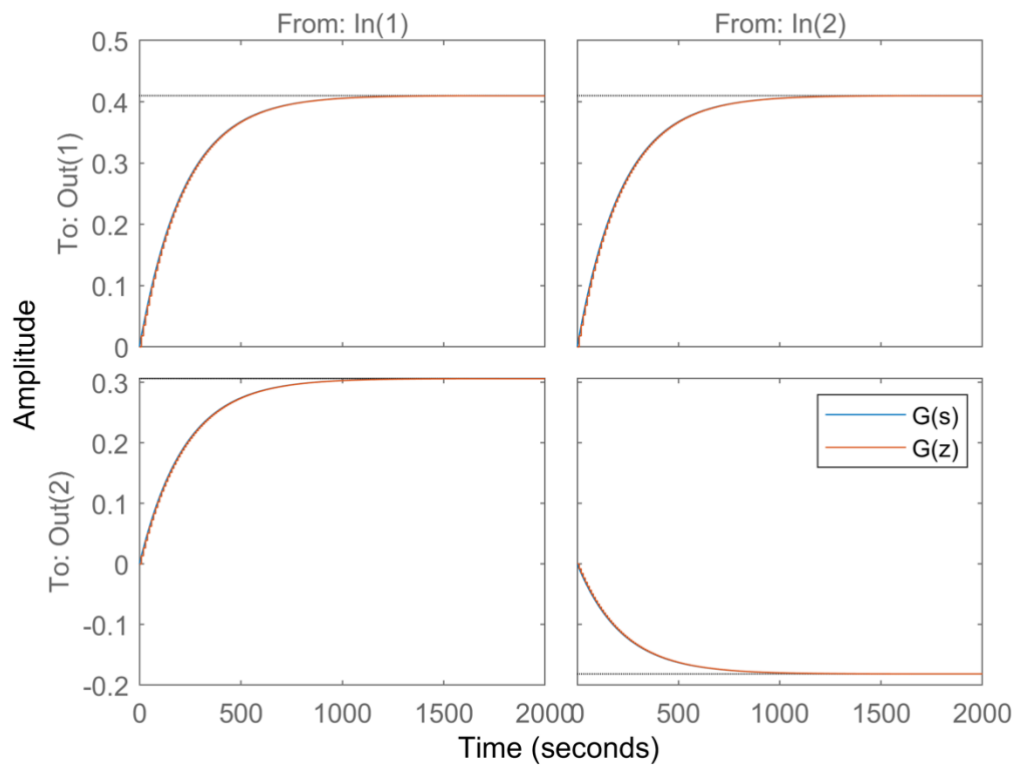 From: In(1)
From: In(2)
To: Out(1)
0.5
0.4
0.3
0.2
0.1
0
Amplitude
To: Out(2)
0.3
0.2
0.1
0
-0.1
-0.2
G(s)
G(z)
0 500 1000 1500 2000
0 500 1000 1500 2000
Time (seconds)